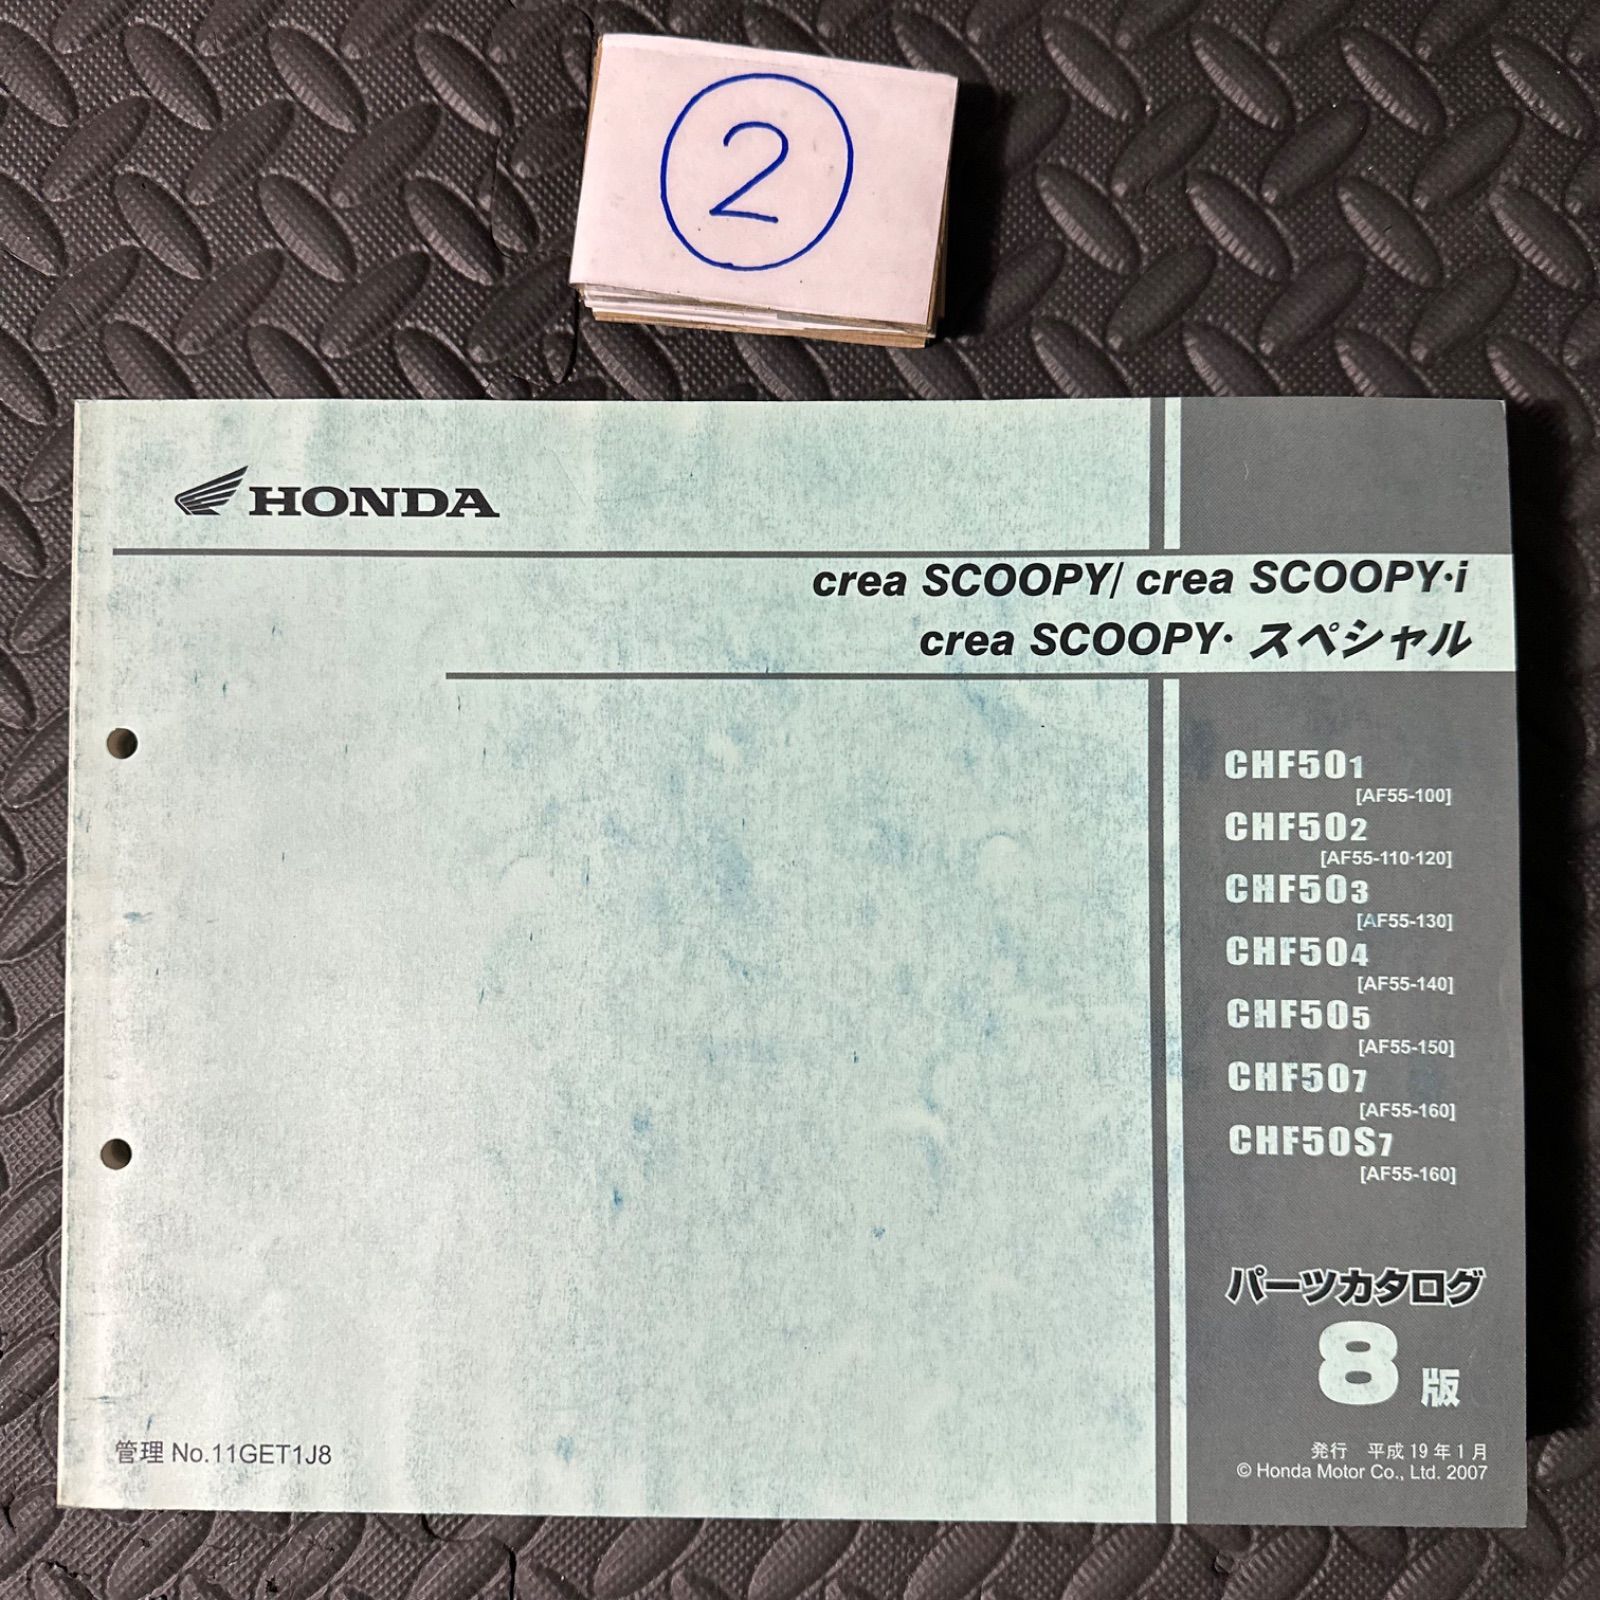 ②
HONDA
crea SCOOPY/ crea SCOOPY・i
crea SCOOPY・ スペシャル
CHF501
[AF55-100]
CHF502
[AF55-110·120]
CHF503
[AF55-130]
CHF504
[AF55-140]
CHF505
[AF55-150]
CHF507
[AF55-160]
CHF50S7
[AF55-160]
パーツカタログ
8版
管理 No.11GET1J8
発行 平成 19 年 1 月
© Honda Motor Co., Ltd. 2007